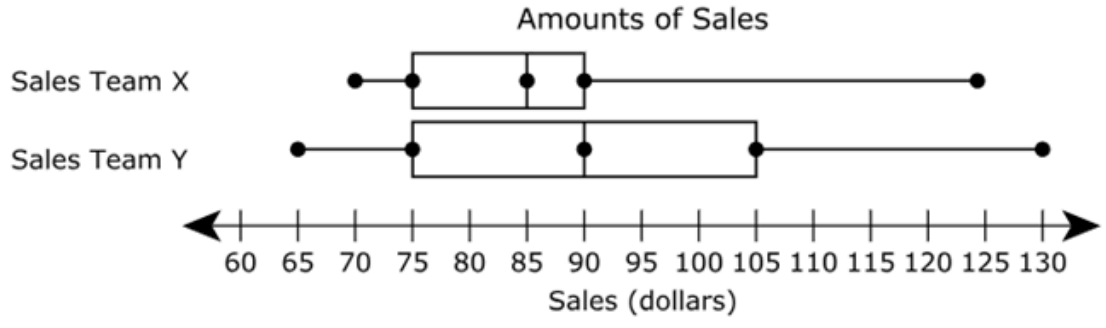 Amounts of Sales
Sales Team X
Sales Team Y
60 65 70 75 80 85 90 95 100 105 110 115 120 125 130
Sales (dollars)